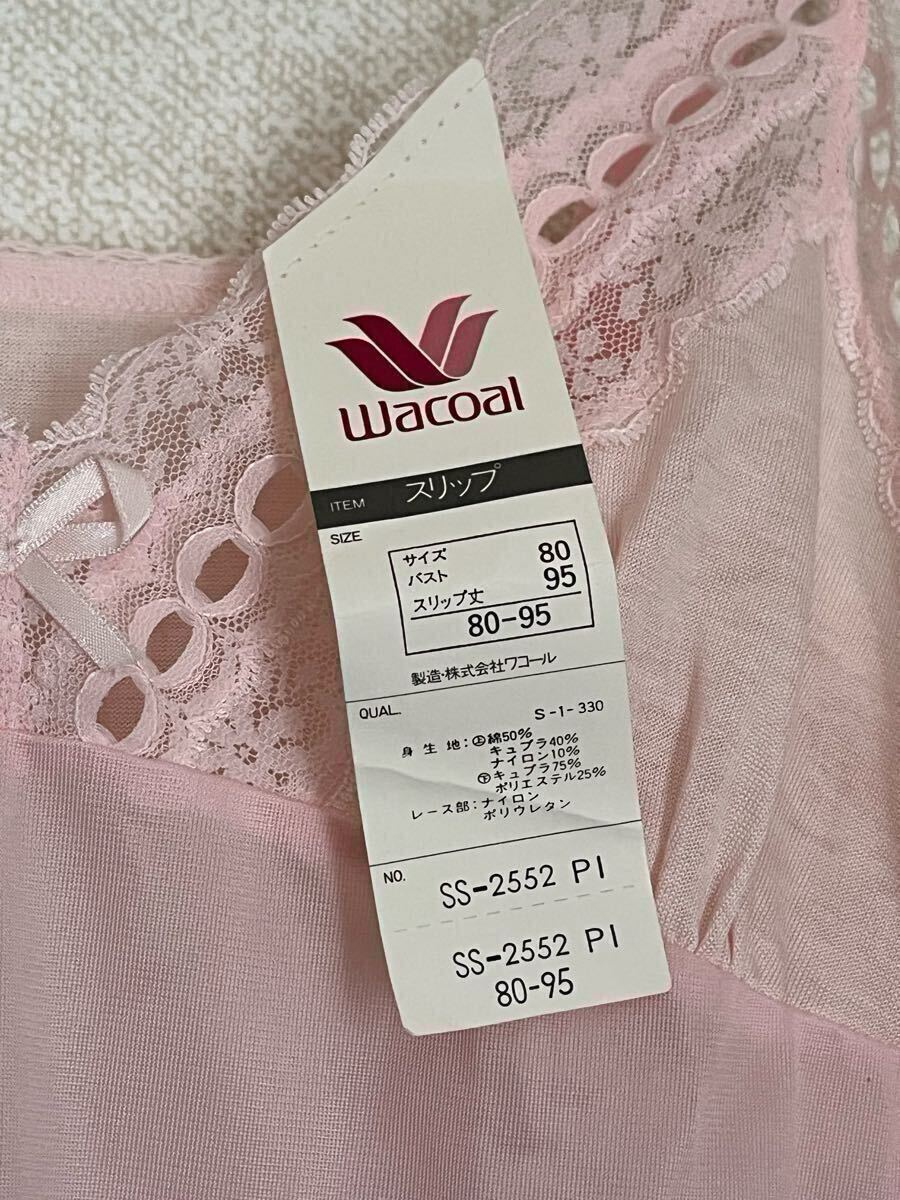 Wacoal
ITEM スリップ
SIZE
サイズ 80
バスト 95
スリップ丈
80-95
製造・株式会社ワコール
QUAL. S-1-330
身生地:㊤綿50%
キュプラ40%
ナイロン10%
㊦キュプラ75%
ポリエステル25%
レース部:ナイロン
ポリウレタン
NO.
SS-2552 PI
SS-2552 PI
80-95